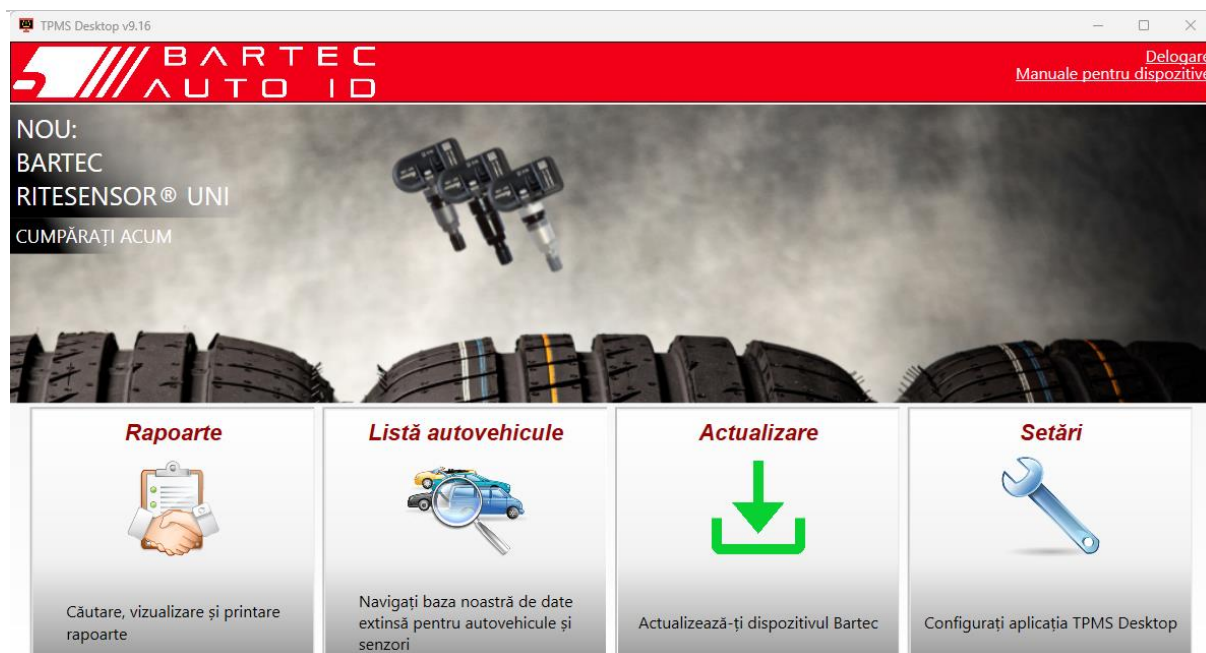 TPMS Desktop v9.16
BARTEC
AUTO ID
Delogare
Manuale pentru dispozitive
NOU:
BARTEC
RITESENSOR® UNI
CUMPĂRAȚI ACUM
Rapoarte
Listă autovehicule
Actualizare
Setări
Căutare, vizualizare și printare
rapoarte
Navigați baza noastră de date
extinsă pentru autovehicule și
senzori
Actualizează-ți dispozitivul Bartec
Configurați aplicația TPMS Desktop